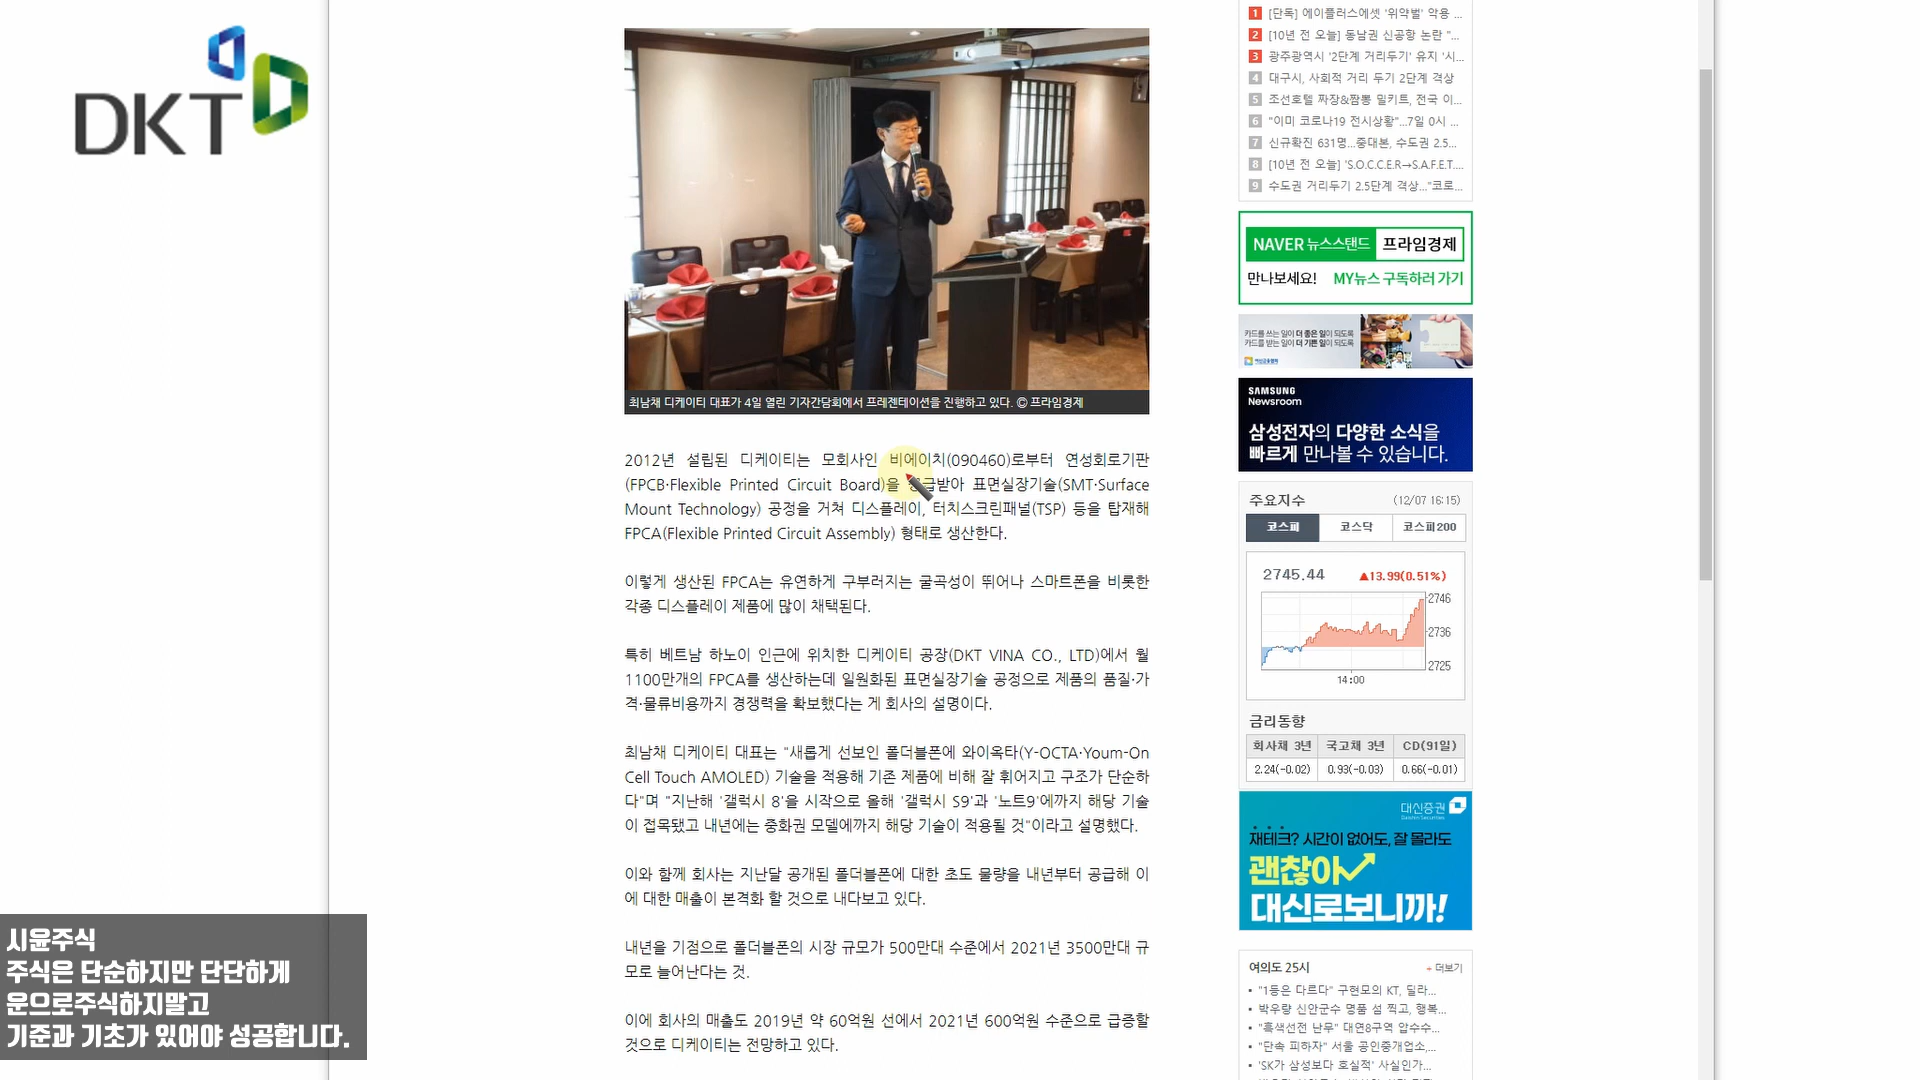 DKT
최남채 디케이티 대표가 4일 열린 기자간담회에서 프레젠테이션을 진행하고 있다. ⓒ 프라임경제
2012년 설립된 디케이티는 모회사인 비에이치(090460)로부터 연성회로기판
(FPCB·Flexible Printed Circuit Board)을 공급받아 표면실장기술(SMT·Surface
Mount Technology) 공정을 거쳐 디스플레이, 터치스크린패널(TSP) 등을 탑재해
FPCA(Flexible Printed Circuit Assembly) 형태로 생산한다.
이렇게 생산된 FPCA는 유연하게 구부러지는 굴곡성이 뛰어나 스마트폰을 비롯한
각종 디스플레이 제품에 많이 채택된다.
특히 베트남 하노이 인근에 위치한 디케이티 공장(DKT VINA CO., LTD)에서 월
1100만개의 FPCA를 생산하는데 일원화된 표면실장기술 공정으로 제품의 품질·가
격·물류비용까지 경쟁력을 확보했다는 게 회사의 설명이다.
최남채 디케이티 대표는 "새롭게 선보인 폴더블폰에 와이옥타(Y-OCTA·Youm-On
Cell Touch AMOLED) 기술을 적용해 기존 제품에 비해 잘 휘어지고 구조가 단순하
다"며 "지난해 '갤럭시 8'을 시작으로 올해 '갤럭시 S9'과 '노트9'에까지 해당 기술
이 접목됐고 내년에는 중화권 모델에까지 해당 기술이 적용될 것"이라고 설명했다.
이와 함께 회사는 지난달 공개된 폴더블폰에 대한 초도 물량을 내년부터 공급해 이
에 대한 매출이 본격화 할 것으로 내다보고 있다.
내년을 기점으로 폴더블폰의 시장 규모가 500만대 수준에서 2021년 3500만대 규
모로 늘어난다는 것.
이에 회사의 매출도 2019년 약 60억원 선에서 2021년 600억원 수준으로 급증할
것으로 디케이티는 전망하고 있다.
1 [단독] 에이플러스에셋 '위약벌' 악용 ...
2 [10년 전 오늘] 동남권 신공항 논란 "...
3 광주광역시 '2단계 거리두기' 유지 '시...
4 대구시, 사회적 거리 두기 2단계 격상
5 조선호텔 짜장&짬뽕 밀키트, 전국 이...
6 "이미 코로나19 전시상황"...7일 0시 ...
7 신규확진 631명...중대본, 수도권 2.5...
8 [10년 전 오늘] 'S.O.C.C.E.R→S.A.F.E.T....
9 수도권 거리두기 2.5단계 격상..."코로...
NAVER 뉴스스탠드 프라임경제
만나보세요! MY뉴스 구독하러 가기
카드를 쓰는 일이 더 좋은 일이 되도록
카드를 받는 일이 더 기쁜 일이 되도록
여신금융협회
SAMSUNG
Newsroom
삼성전자의 다양한 소식을
빠르게 만나볼 수 있습니다.
주요지수 (12/07 16:15)
코스피 코스닥 코스피200
2745.44 ▲13.99(0.51%)
2746
2736
2725
14:00
금리동향
회사채 3년 국고채 3년 CD(91일)
2.24(-0.02) 0.93(-0.03) 0.66(-0.01)
대신증권
Daishin Securities
재테크? 시간이 없어도, 잘 몰라도
괜찮아
대신로보니까!
여의도 25시 + 더보기
"1등은 다르다" 구현모의 KT, 딜라...
박우량 신안군수 명품 섬 찍고, 행복...
"흑색선전 난무" 대연8구역 압수수...
"단속 피하자" 서울 공인중개업소,...
'SK가 삼성보다 호실적' 사실인가...
시윤주식
주식은 단순하지만 단단하게
운으로주식하지말고
기준과 기초가 있어야 성공합니다.